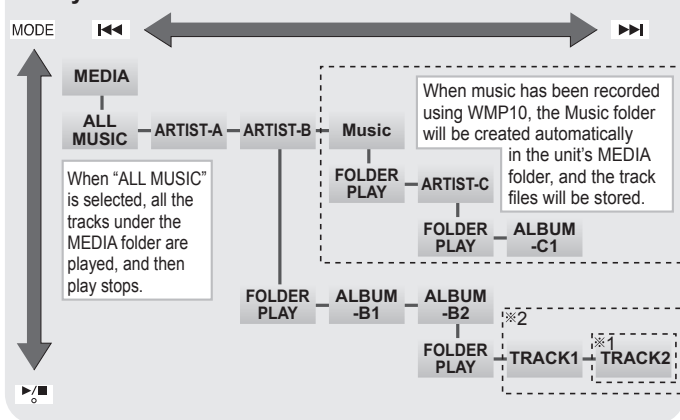 MODE
MEDIA
ALL
MUSIC
ARTIST-A
ARTIST-B
Music
When music has been recorded
using WMP10, the Music folder
will be created automatically
in the unit's MEDIA
folder, and the track
files will be stored.
When "ALL MUSIC"
is selected, all the
tracks under the
MEDIA folder are
played, and then
play stops.
FOLDER
PLAY
ARTIST-C
FOLDER
PLAY
ALBUM
-C1
FOLDER
PLAY
ALBUM
-B1
ALBUM
-B2
※2
FOLDER
PLAY
TRACK1
※1
TRACK2